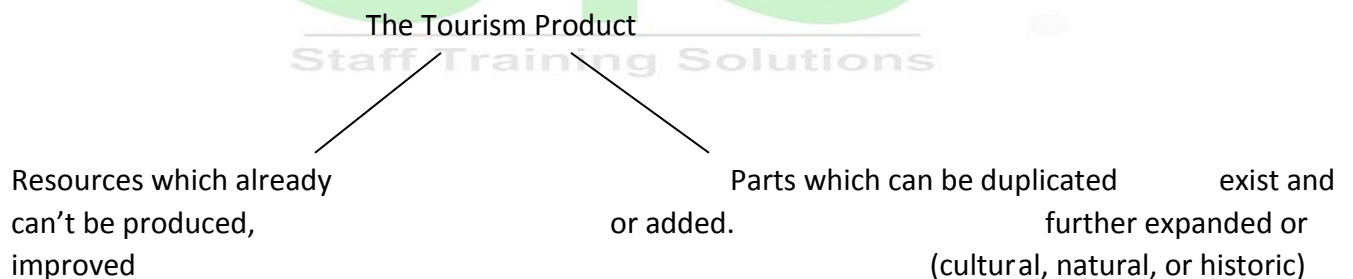 The Tourism Product
Staff Training Solutions
Resources which already Parts which can be duplicated exist and
can’t be produced, or added. further expanded or
improved (cultural, natural, or historic)